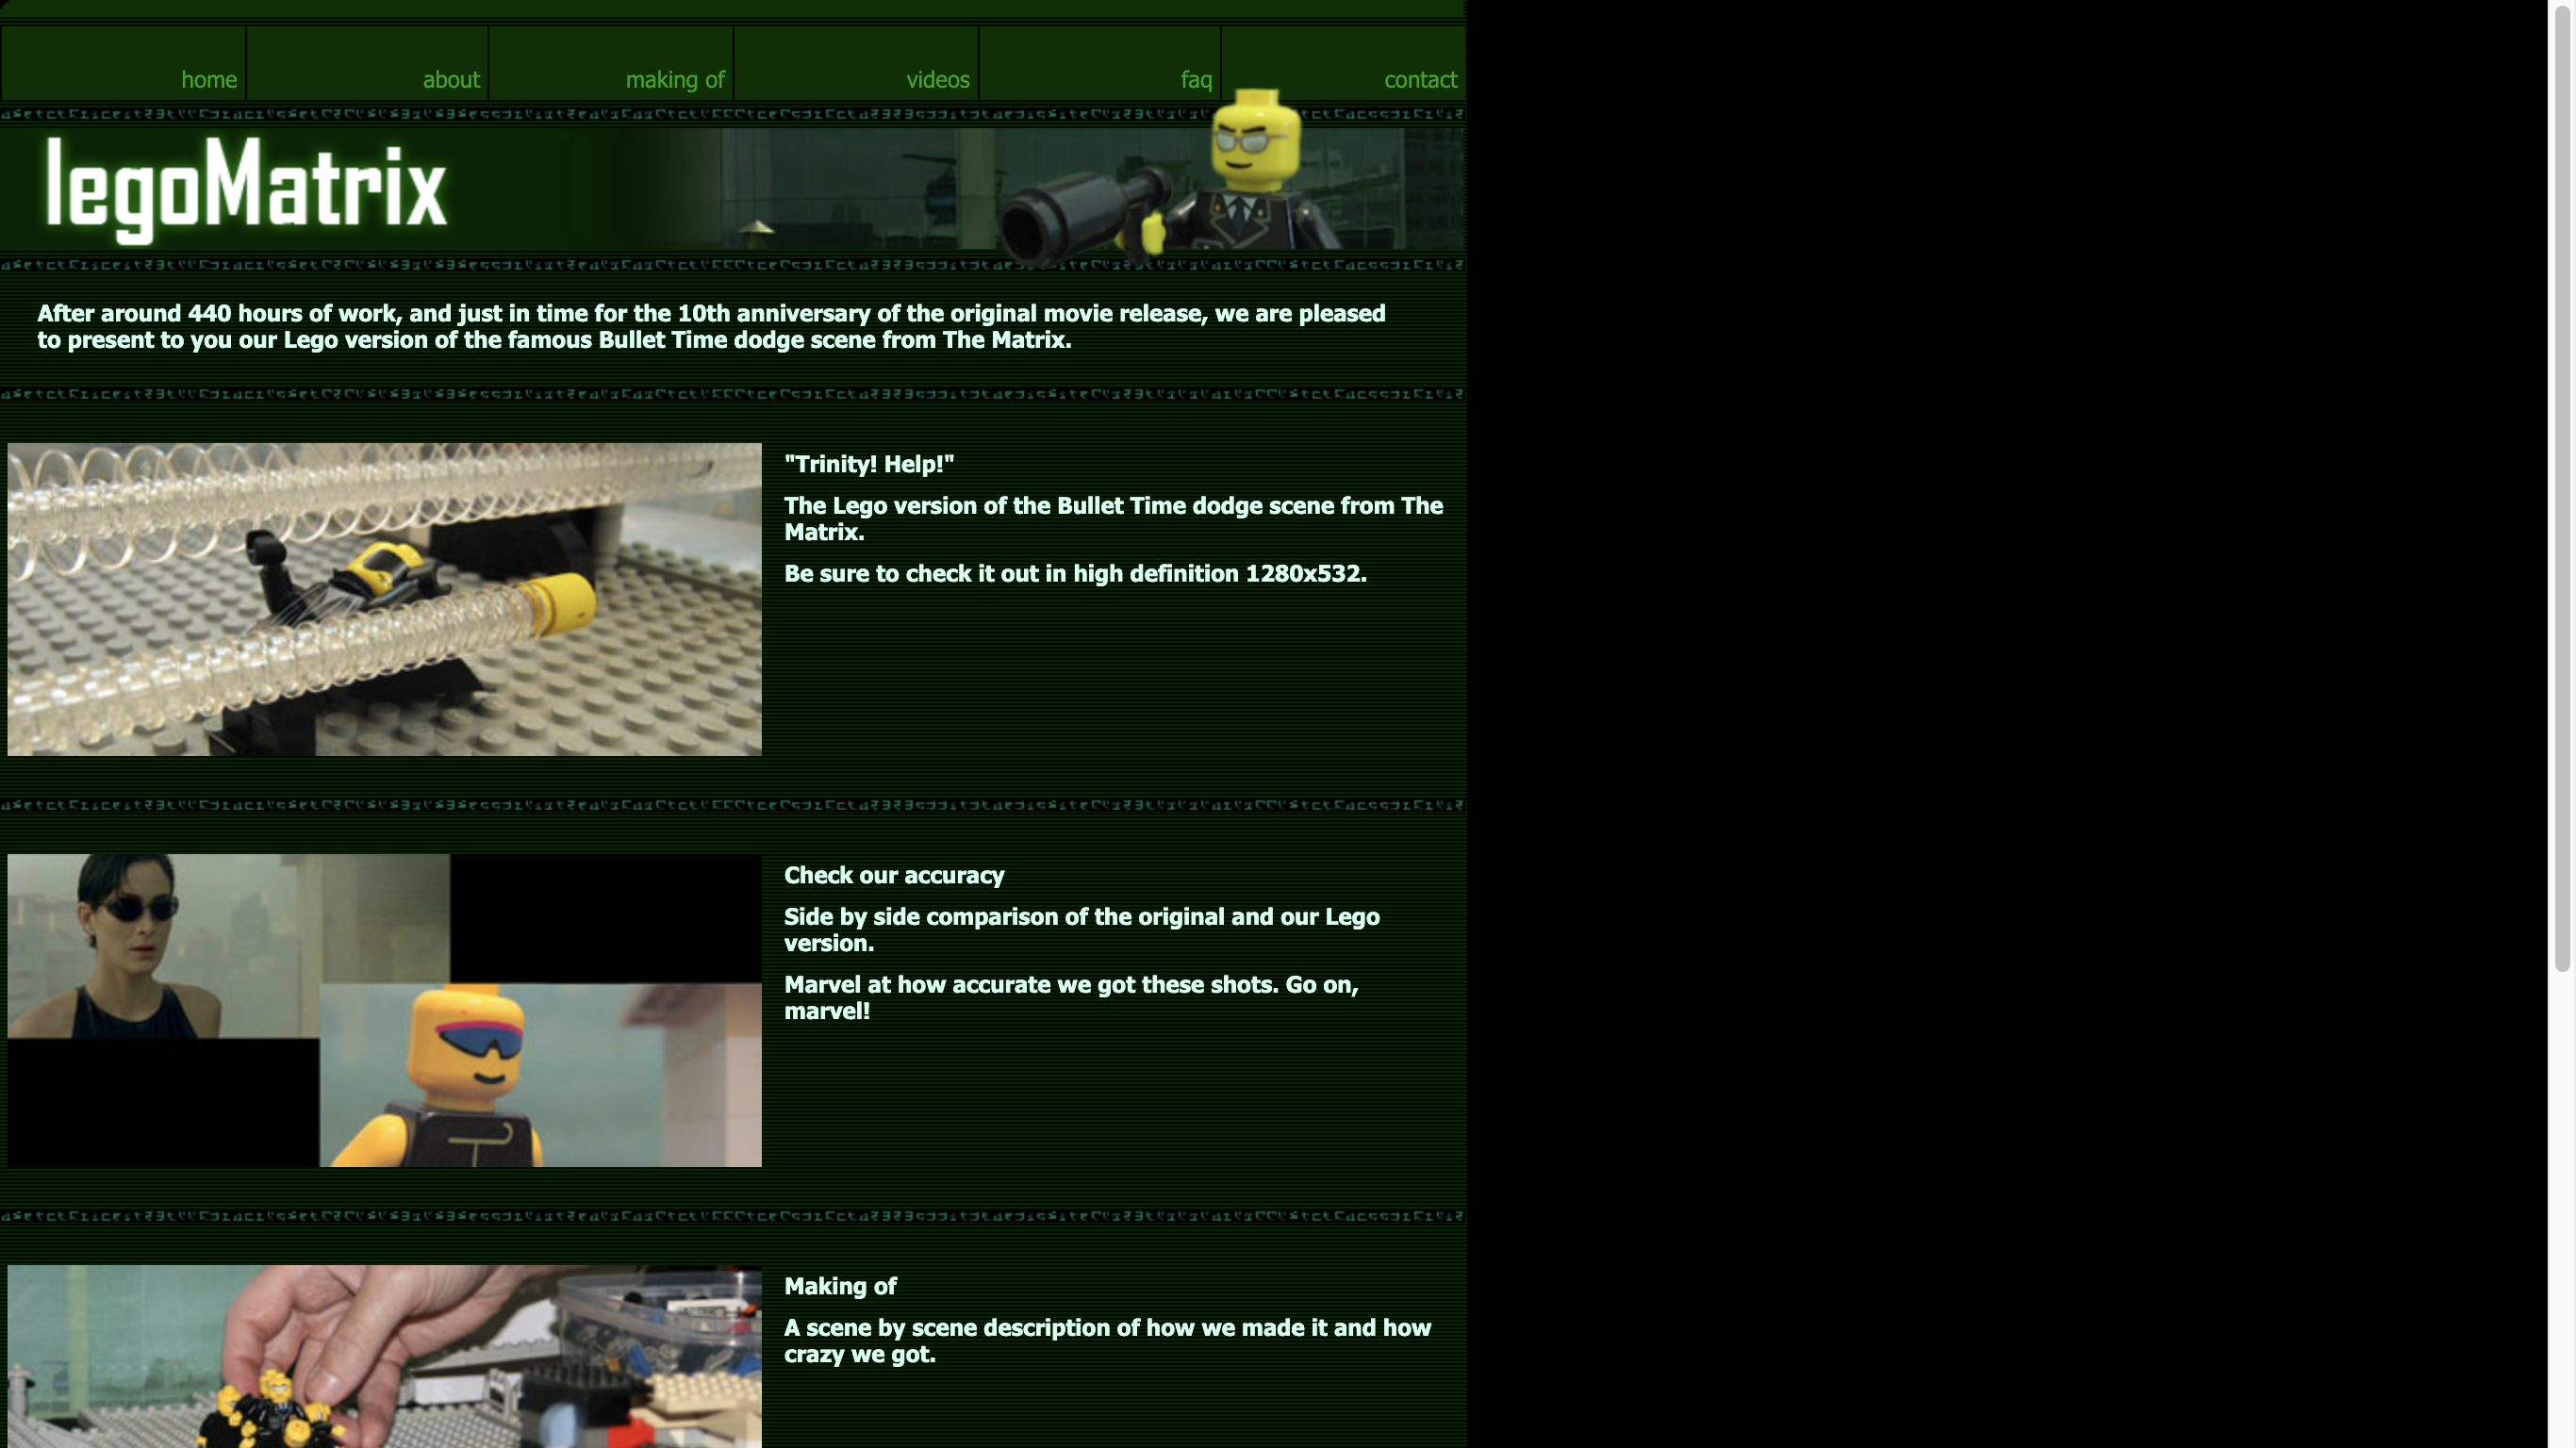 home
about
making of
videos
faq
contact
legoMatrix
After around 440 hours of work, and just in time for the 10th anniversary of the original movie release, we are pleased
to present to you our Lego version of the famous Bullet Time dodge scene from The Matrix.
"Trinity! Help!"
The Lego version of the Bullet Time dodge scene from The
Matrix.
Be sure to check it out in high definition 1280x532.
Check our accuracy
Side by side comparison of the original and our Lego
version.
Marvel at how accurate we got these shots. Go on,
marvel!
Making of
A scene by scene description of how we made it and how
crazy we got.